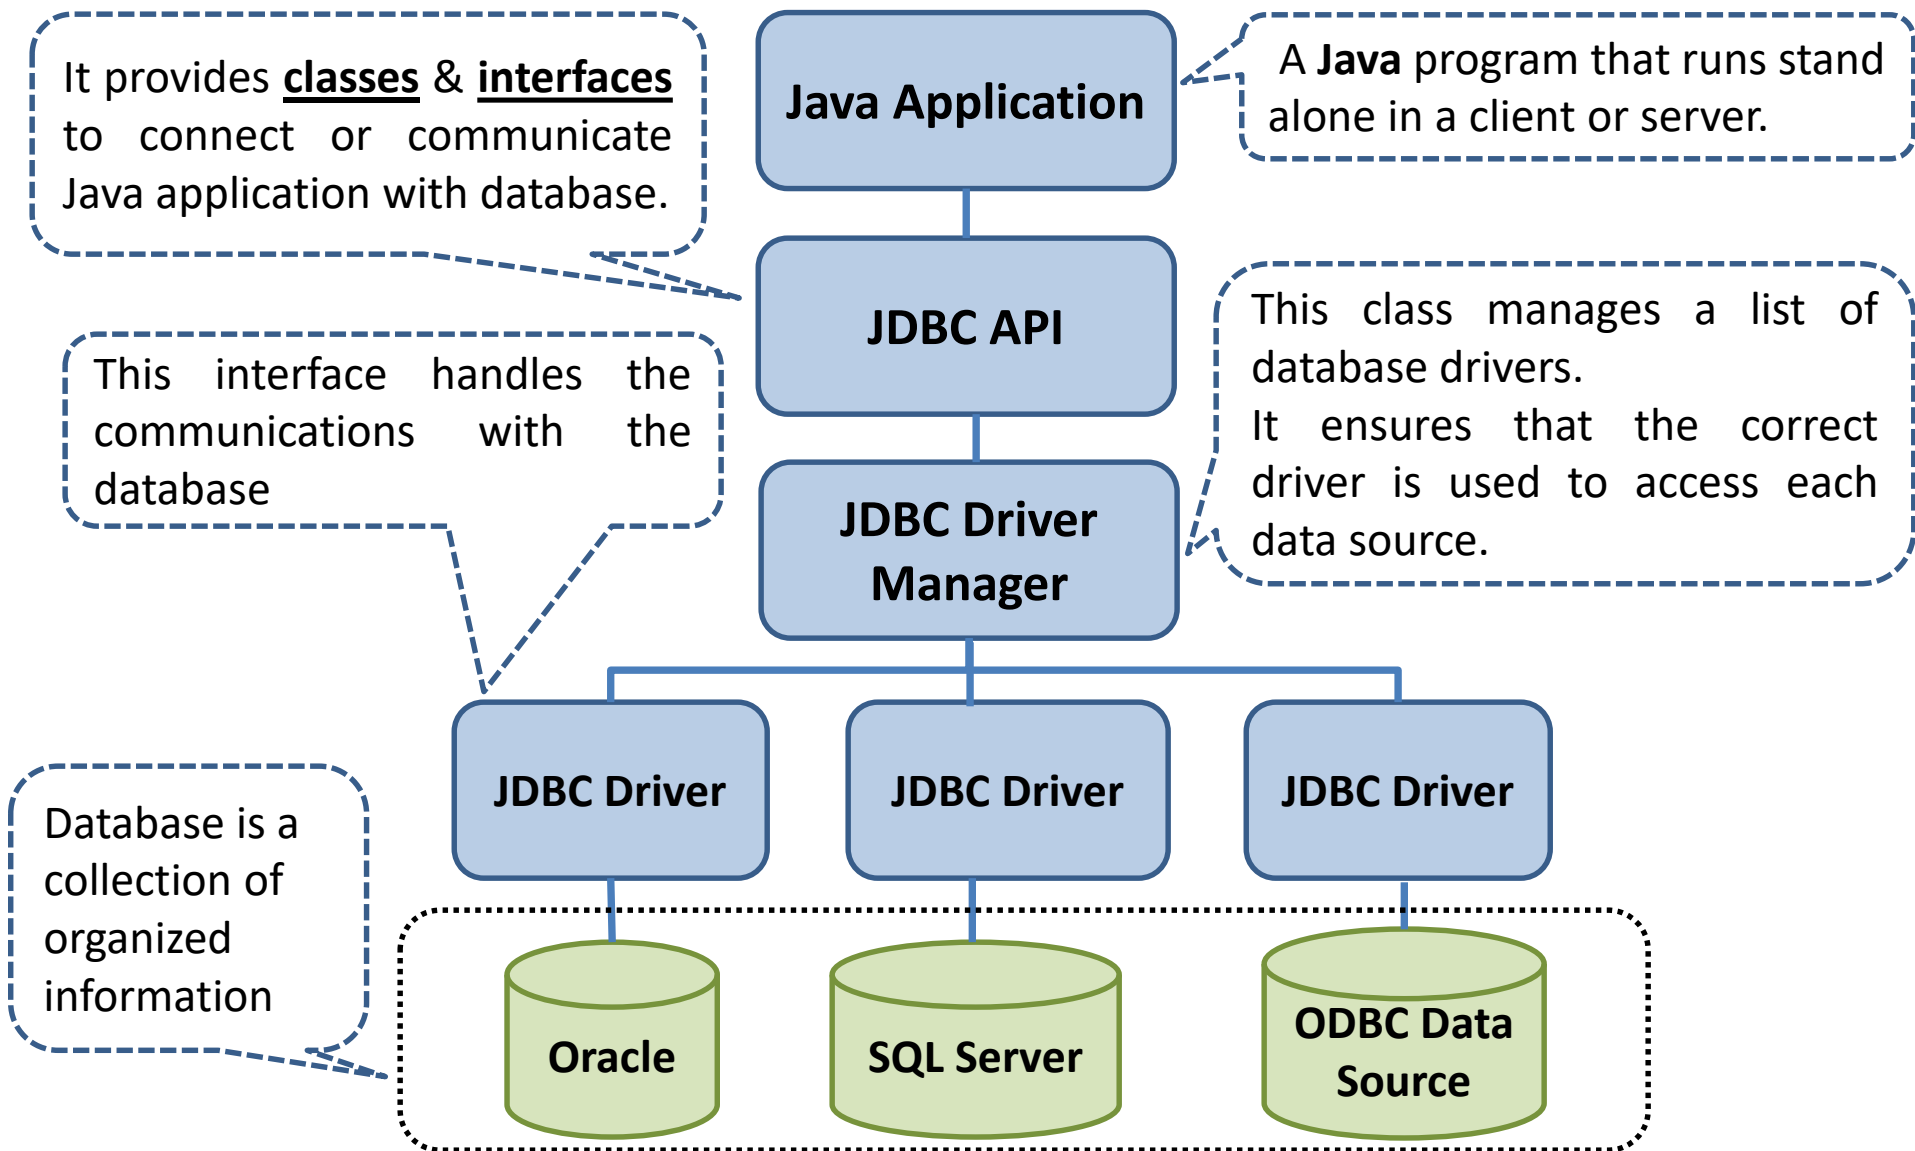 It provides classes & interfaces
to connect or communicate
Java application with database.
Java Application
A Java program that runs stand
alone in a client or server.
JDBC API
This interface handles the
communications with the
database
This class manages a list of
database drivers.
It ensures that the correct
driver is used to access each
data source.
JDBC Driver
Manager
JDBC Driver
JDBC Driver
JDBC Driver
Database is a
collection of
organized
information
Oracle
SQL Server
ODBC Data
Source